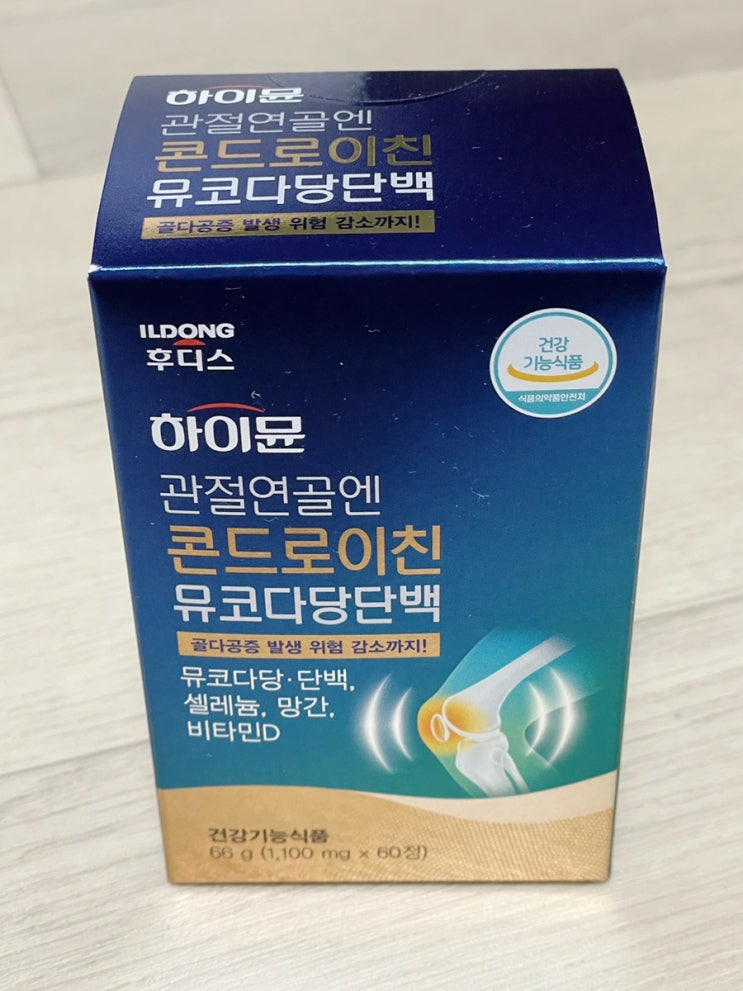 하이뮨
관절연골엔
콘드로이친
뮤코다당단백
골다공증 발생 위험 감소까지!
ILDONG
후디스
건강
기능식품
식품의약품안전처
하이뮨
관절연골엔
콘드로이친
뮤코다당단백
골다공증 발생 위험 감소까지!
뮤코다당·단백,
셀레늄, 망간,
비타민D
건강기능식품
66 g (1,100 mg x 60정)